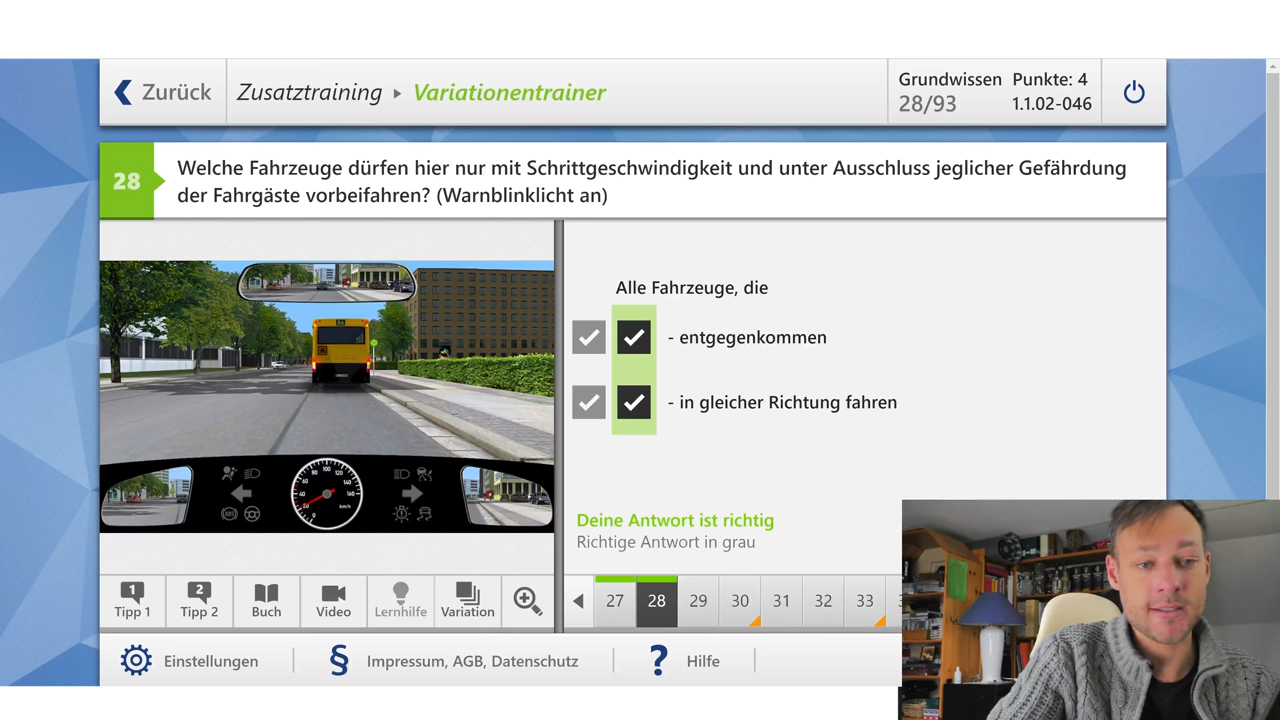 Zurück
Zusatztraining ▸ Variationentrainer
Grundwissen Punkte: 4
28/93 1.1.02-046
28
Welche Fahrzeuge dürfen hier nur mit Schrittgeschwindigkeit und unter Ausschluss jeglicher Gefährdung
der Fahrgäste vorbeifahren? (Warnblinklicht an)
Alle Fahrzeuge, die
- entgegenkommen
- in gleicher Richtung fahren
Deine Antwort ist richtig
Richtige Antwort in grau
Tipp 1
Tipp 2
Buch
Video
Lernhilfe
Variation
27 28 29 30 31 32 33
Einstellungen
§ Impressum, AGB, Datenschutz
? Hilfe